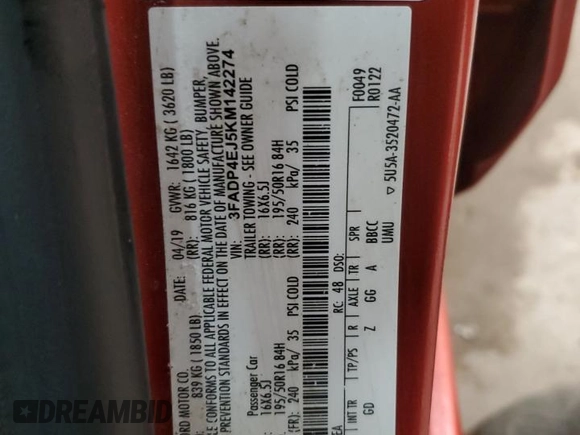 ORD MOTOR CO. DATE: 04/19 GVWR: 1642 KG ( 3620 LB)
839 KG (1850 LB) (RR): 816 KG (1800 LB)
CLE CONFORMS TO ALL APPLICABLE FEDERAL MOTOR VEHICLE SAFETY, BUMPER,
PREVENTION STANDARDS IN EFFECT ON THE DATE OF MANUFACTURE SHOWN ABOVE.
VIN: 3FADP4EJ5KM142274
Passenger Car TRAILER TOWING - SEE OWNER GUIDE
16X6.5J (RR): 16X6.5J
195/50R16 84H (RR): 195/50R16 84H
(FR): 240 kPa/ 35 PSI COLD (RR): 240 kPa/ 35 PSI COLD
EA RC: 48 DSO: F0049
R0122
INT TR TP/PS R AXLE TR SPR
GD Z GG A BBCC
UMU ▽ 5U5A-3520472-AA
DREAMBID